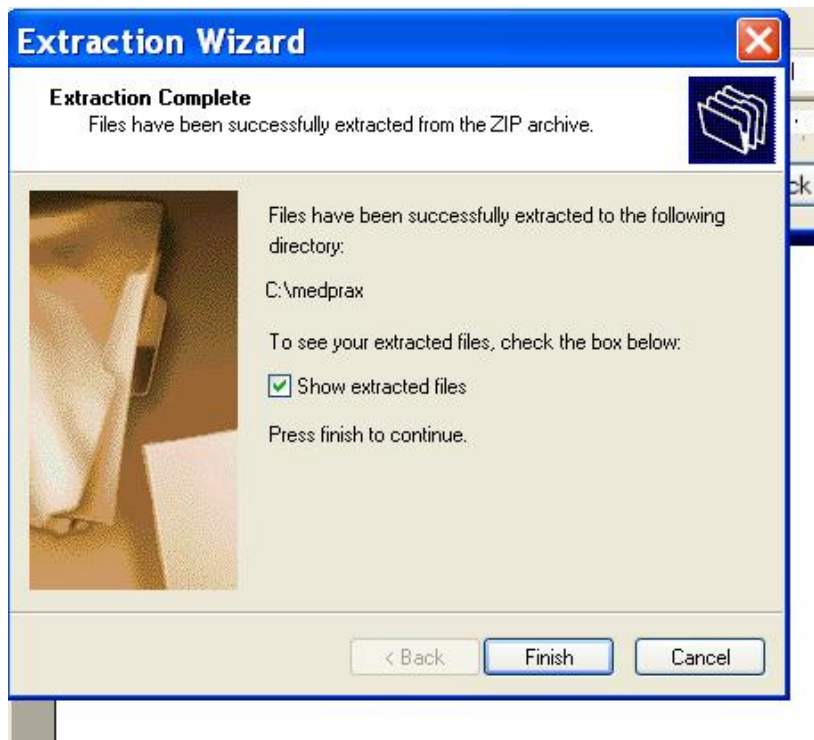 Extraction Wizard
Extraction Complete
Files have been successfully extracted from the ZIP archive.
Files have been successfully extracted to the following
directory:
C:\medprax
To see your extracted files, check the box below:
Show extracted files
Press finish to continue.
< Back
Finish
Cancel